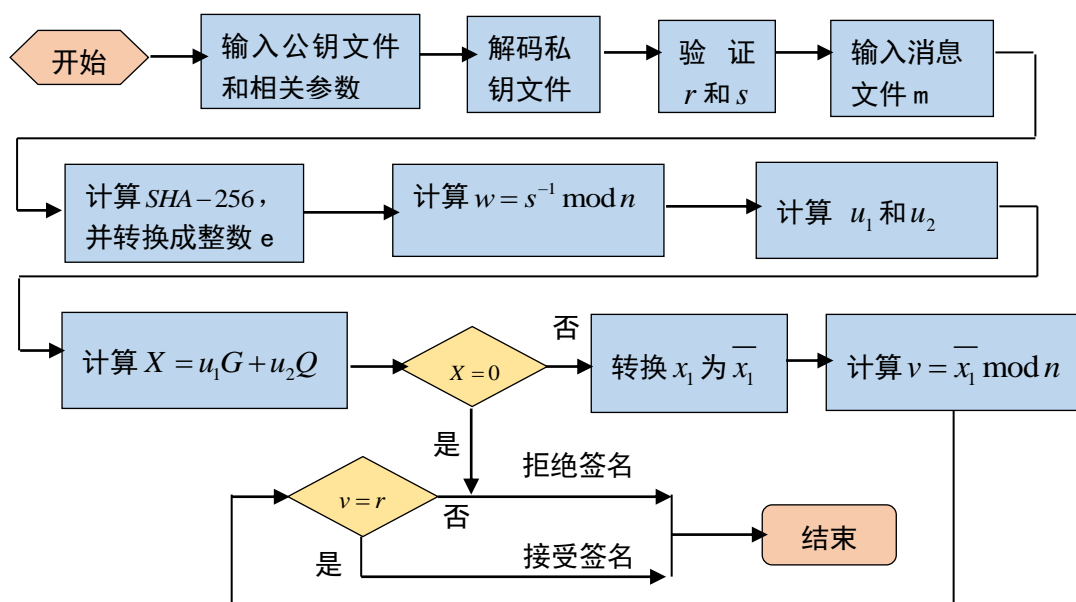 开始
输入公钥文件
和相关参数
解码私
钥文件
验 证
r 和 s
输入消息
文件 m
计算 SHA－256，
并转换成整数 e
计算 w = s⁻¹ mod n
计算 u₁ 和 u₂
计算 X = u₁G + u₂Q
X = 0
否
转换 x₁ 为 x̅₁
计算 v = x̅₁ mod n
是
拒绝签名
v = r
否
结束
是
接受签名